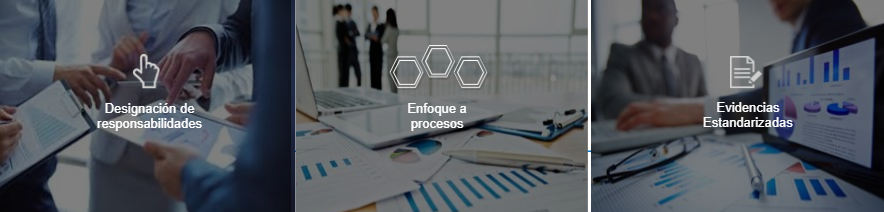 Designación de
responsabilidades
Enfoque a
procesos
Evidencias
Estandarizadas